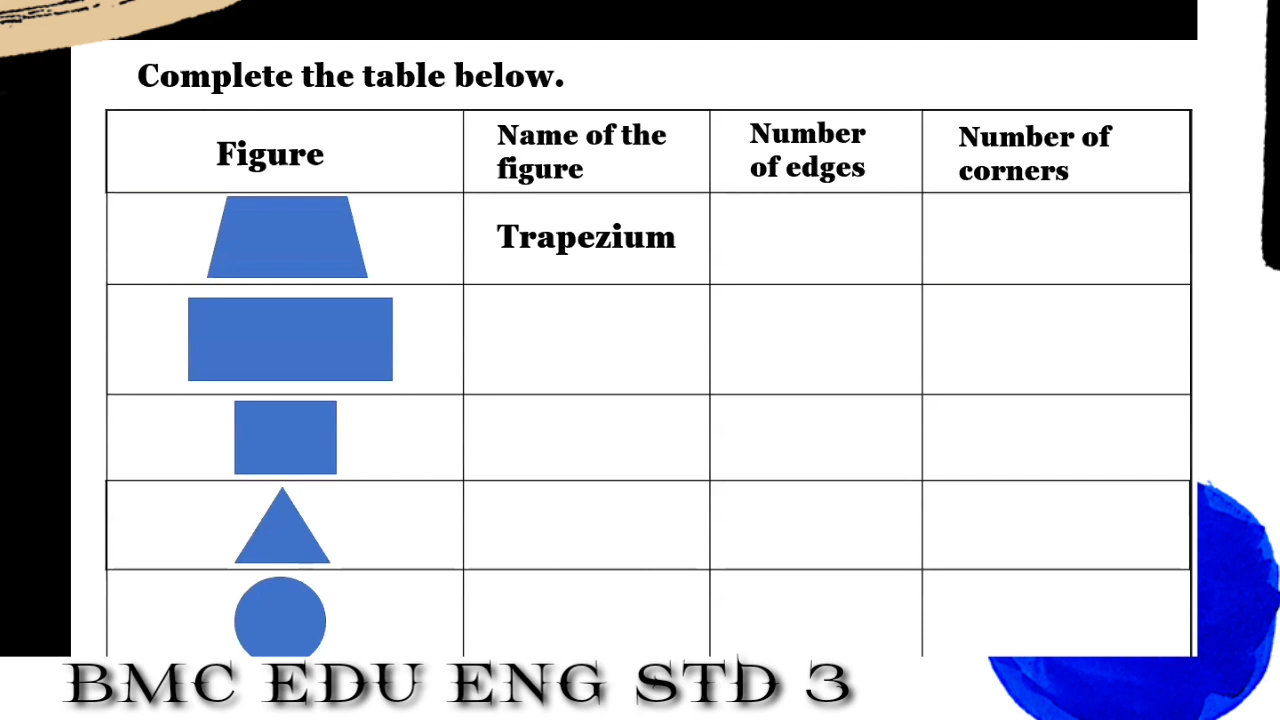 Complete the table below.
Figure
Name of the
figure
Number
of edges
Number of
corners
Trapezium
BMC EDU ENG STD 3